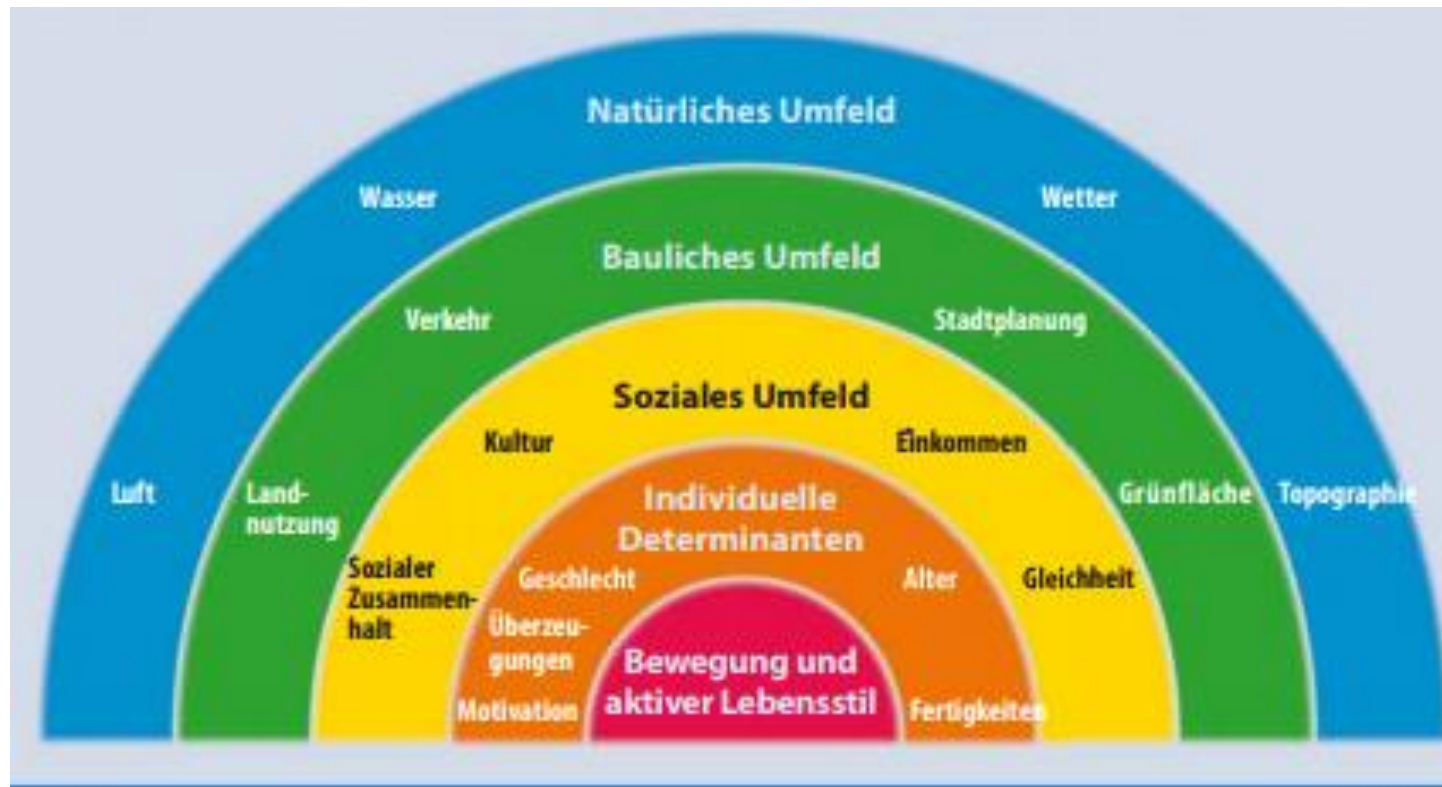 Natürliches Umfeld
Wasser
Wetter
Luft
Topographie
Bauliches Umfeld
Verkehr
Stadtplanung
Land-
nutzung
Grünfläche
Soziales Umfeld
Kultur
Einkommen
Sozialer
Zusammen-
halt
Gleichheit
Individuelle
Determinanten
Geschlecht
Alter
Überzeu-
gungen
Motivation
Fertigkeiten
Bewegung und
aktiver Lebensstil